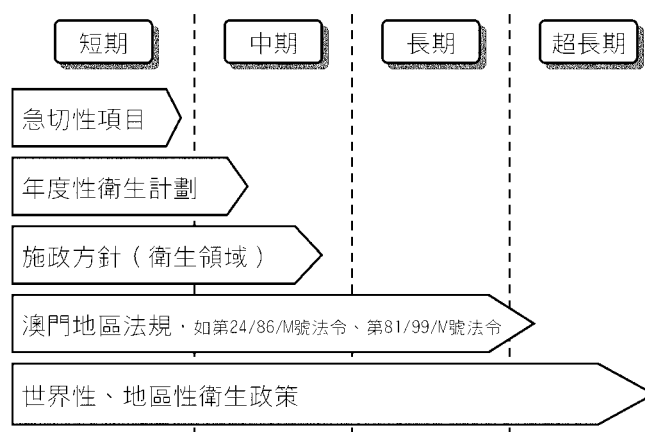 短期 中期 長期 超長期
急切性項目
年度性衛生計劃
施政方針（衛生領域）
澳門地區法規，如第24/86/M號法令、第81/99/M號法令
世界性、地區性衛生政策